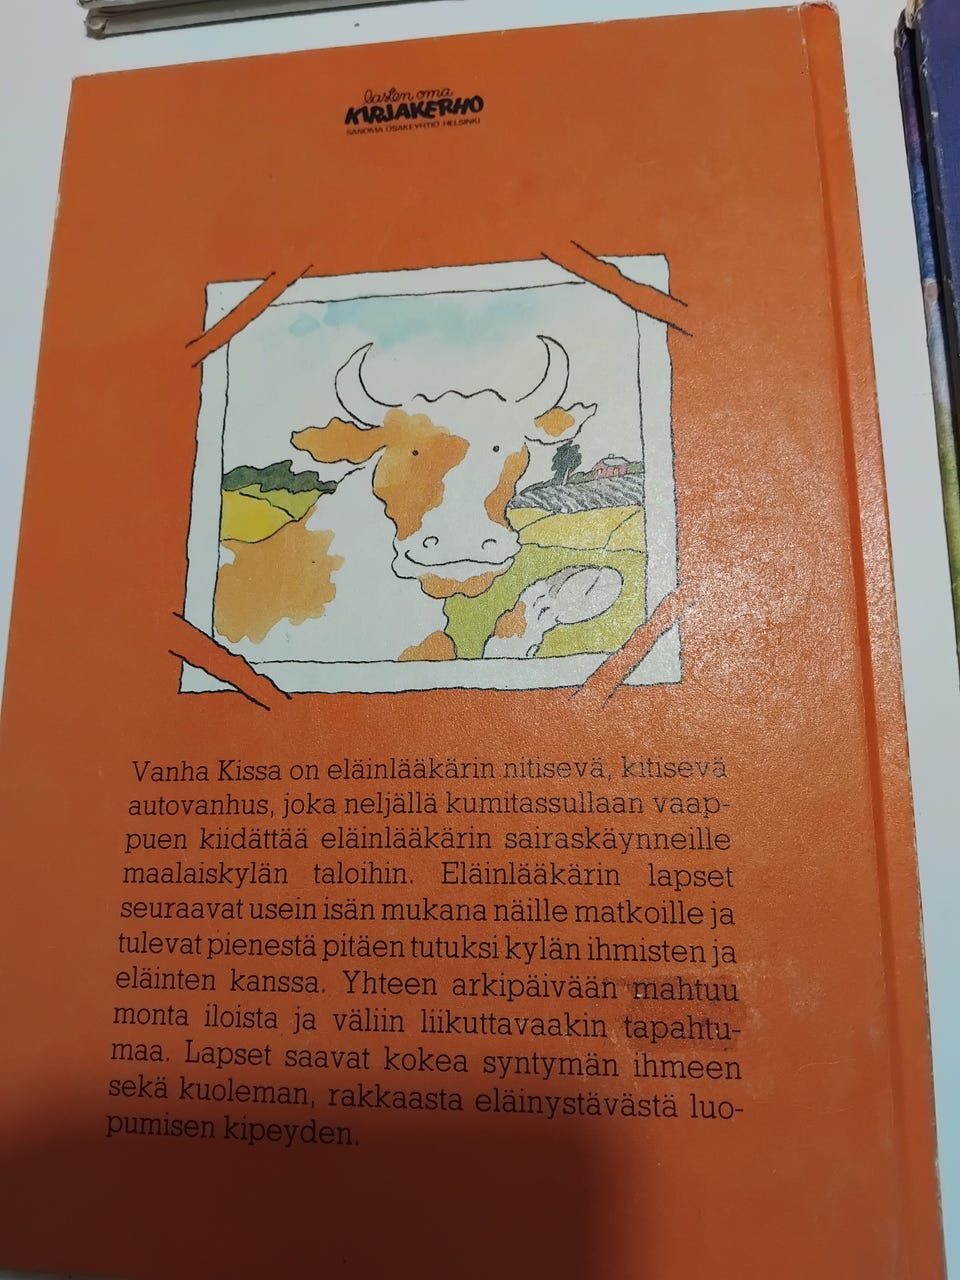 lasten oma
KIRJAKERHO
SANOMA OSAKEYHTIÖ HELSINKI
Vanha Kissa on eläinlääkärin nitisevä, kitisevä
autovanhus, joka neljällä kumitassullaan vaap-
puen kiidättää eläinlääkärin sairaskäynneille
maalaiskylän taloihin. Eläinlääkärin lapset
seuraavat usein isän mukana näille matkoille ja
tulevat pienestä pitäen tutuksi kylän ihmisten ja
eläinten kanssa. Yhteen arkipäivään mahtuu
monta iloista ja väliin liikuttavaakin tapahtu-
maa. Lapset saavat kokea syntymän ihmeen
sekä kuoleman, rakkaasta eläinystävästä luo-
pumisen kipeyden.